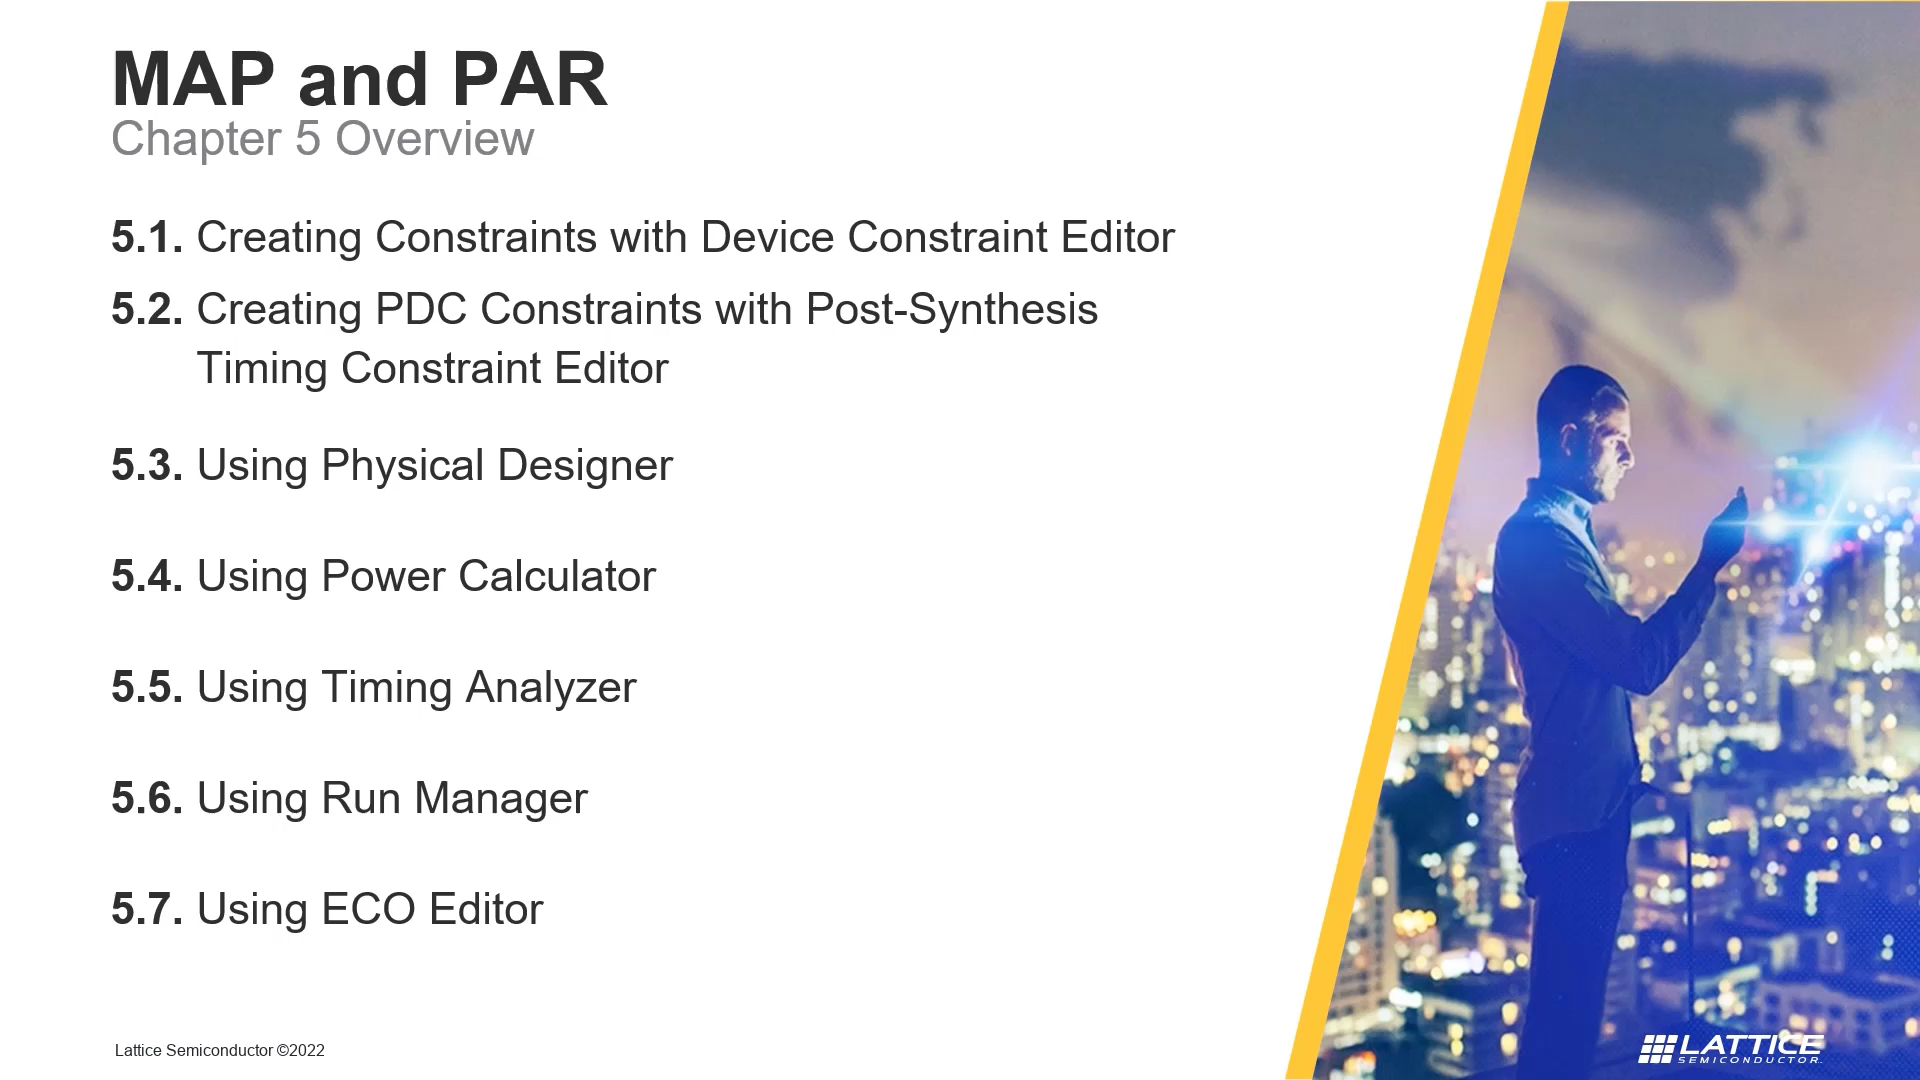 MAP and PAR
Chapter 5 Overview
5.1. Creating Constraints with Device Constraint Editor
5.2. Creating PDC Constraints with Post-Synthesis
Timing Constraint Editor
5.3. Using Physical Designer
5.4. Using Power Calculator
5.5. Using Timing Analyzer
5.6. Using Run Manager
5.7. Using ECO Editor
Lattice Semiconductor ©2022
LATTICE
SEMICONDUCTOR.